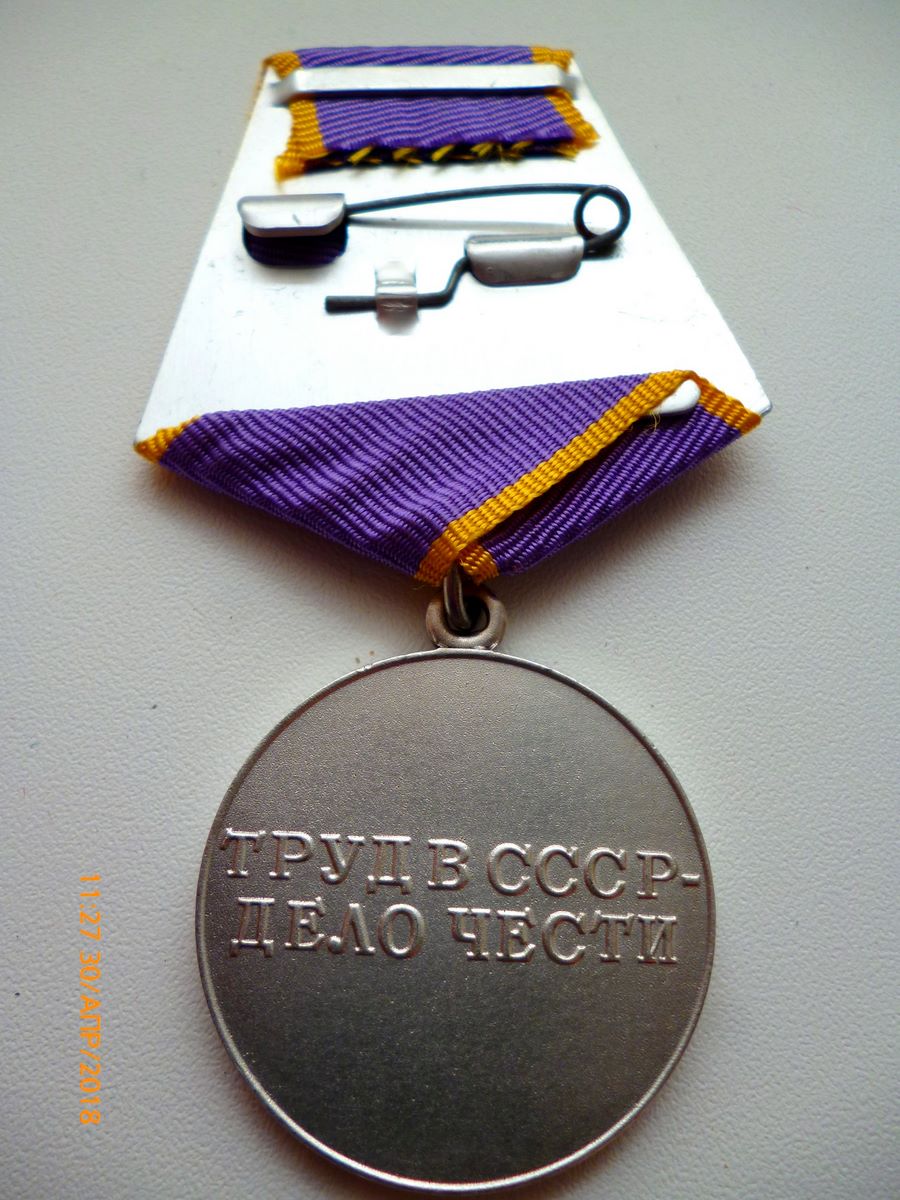 ТРУД В СССР-
ДЕЛО ЧЕСТИ
11:27 30/АПР/2018